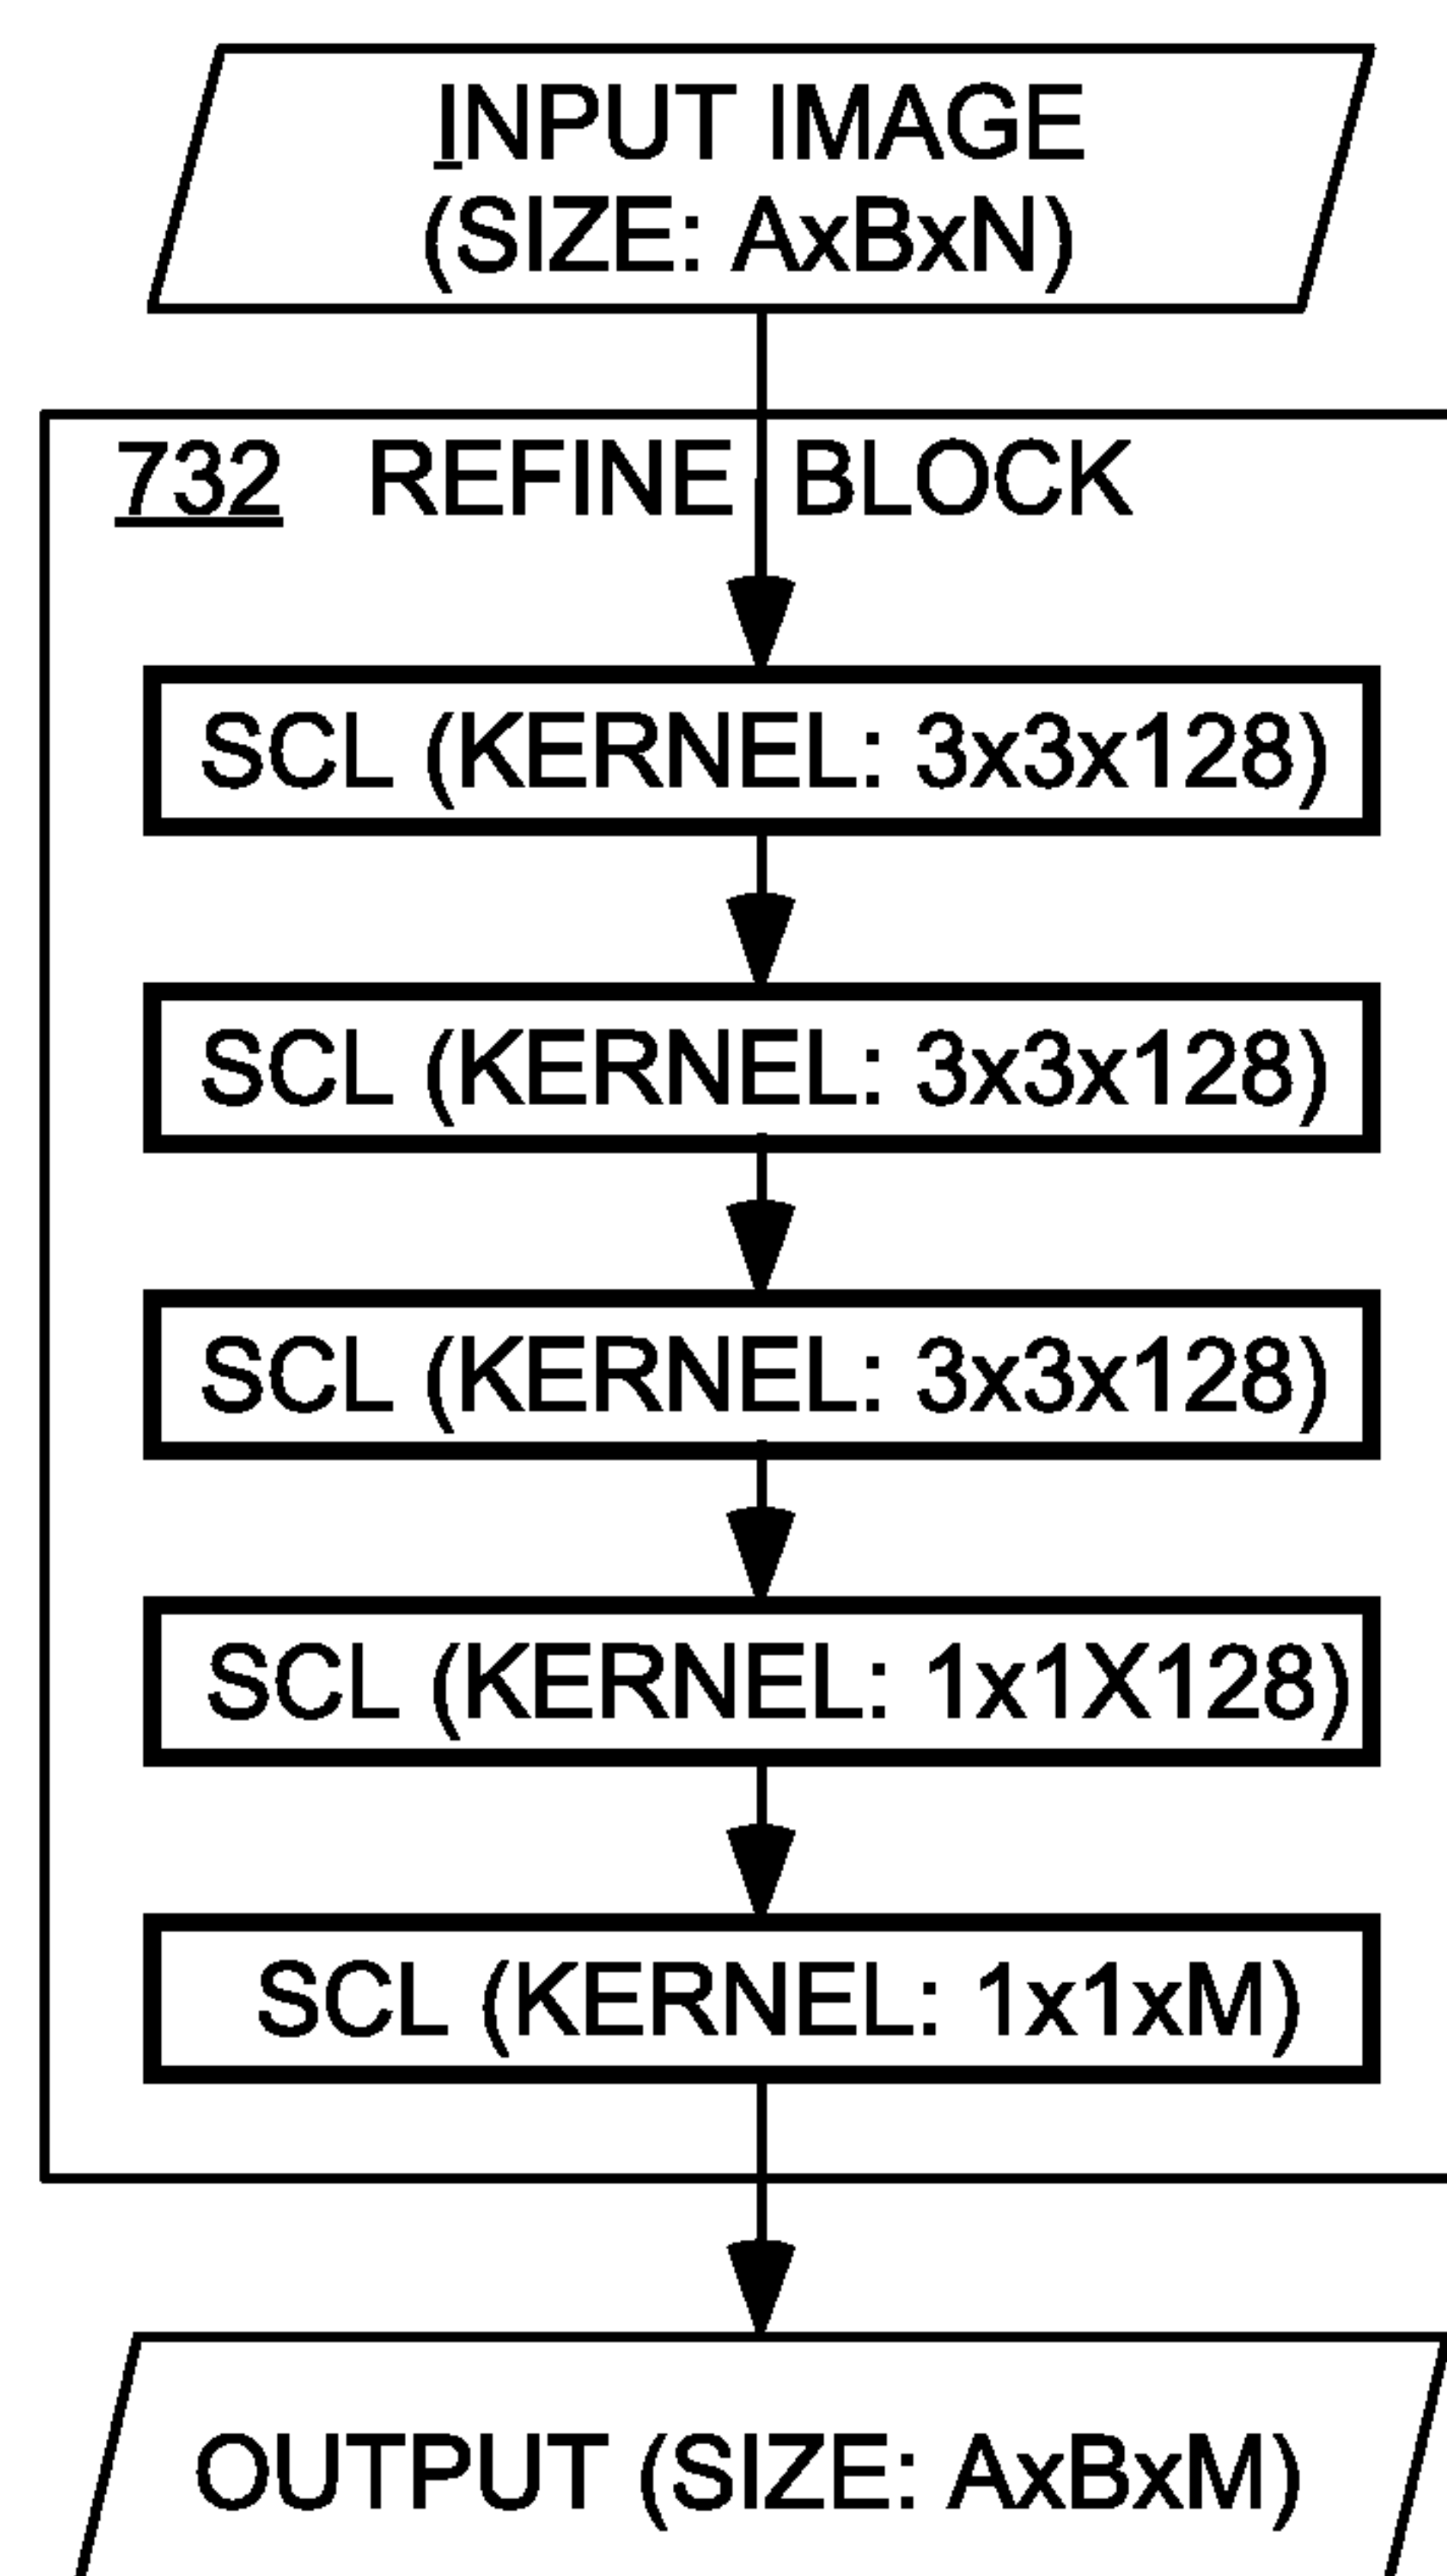 INPUT IMAGE
(SIZE: AxBxN)
732 REFINE BLOCK
SCL (KERNEL: 3x3x128)
SCL (KERNEL: 3x3x128)
SCL (KERNEL: 3x3x128)
SCL (KERNEL: 1x1X128)
SCL (KERNEL: 1x1xM)
OUTPUT (SIZE: AxBxM)